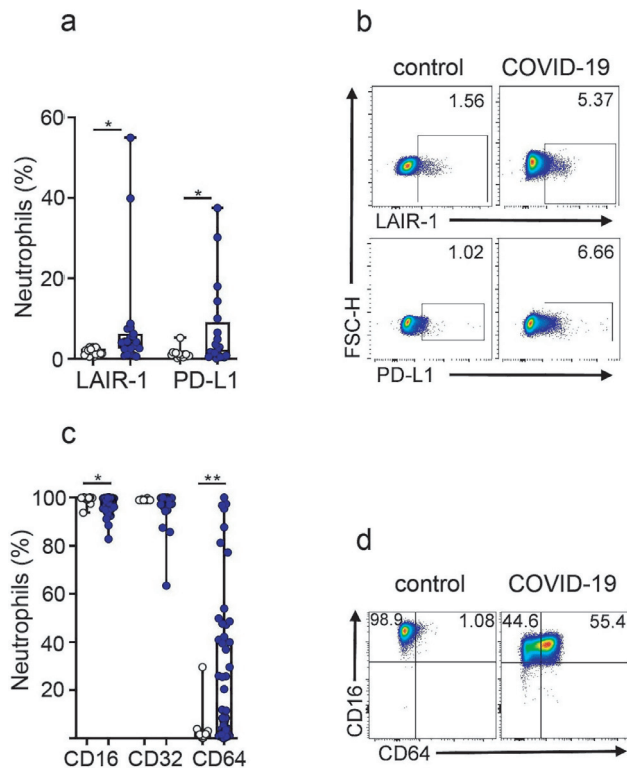 a
60
40
20
0
Neutrophils (%)
*
*
LAIR-1
PD-L1
b
control
COVID-19
1.56
5.37
LAIR-1
1.02
6.66
FSC-H
PD-L1
c
100
80
60
40
20
Neutrophils (%)
*
**
CD16
CD32
CD64
d
control
COVID-19
98.9
1.08
44.6
55.4
CD16
CD64